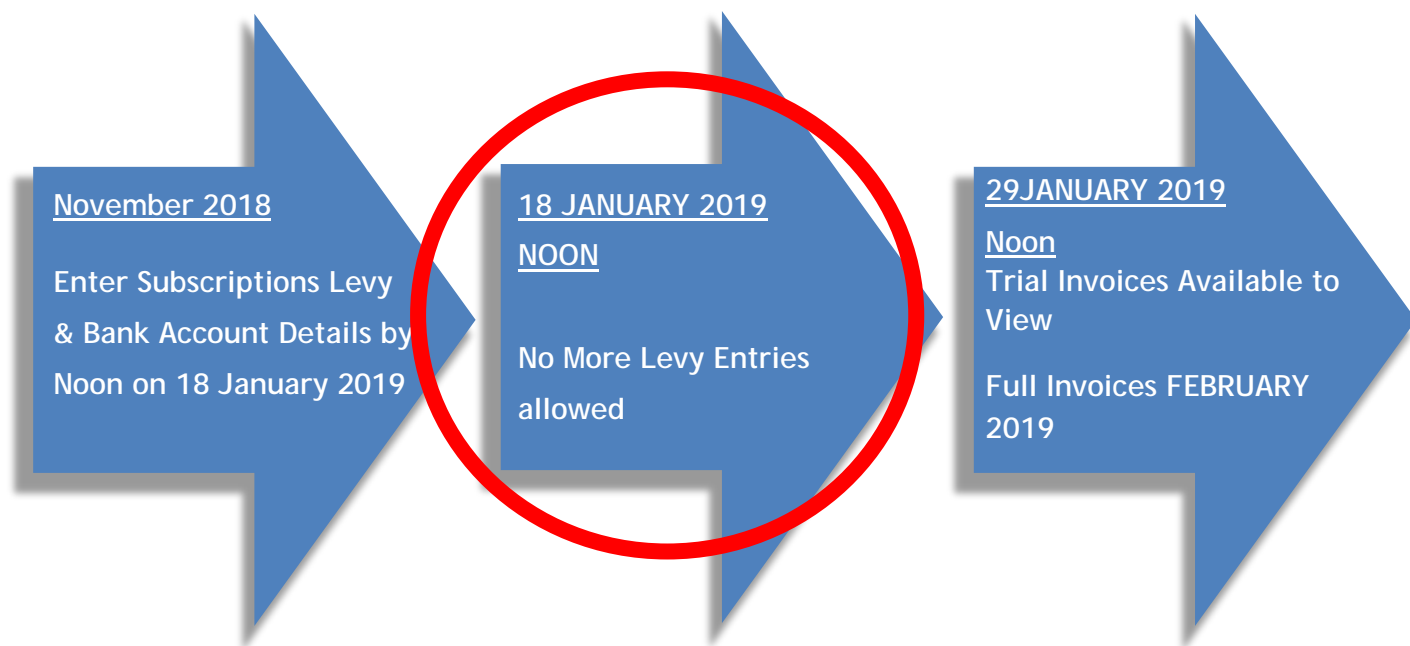 November 2018
Enter Subscriptions Levy
& Bank Account Details by
Noon on 18 January 2019
18 JANUARY 2019
NOON
No More Levy Entries
allowed
29JANUARY 2019
Noon
Trial Invoices Available to
View
Full Invoices FEBRUARY
2019